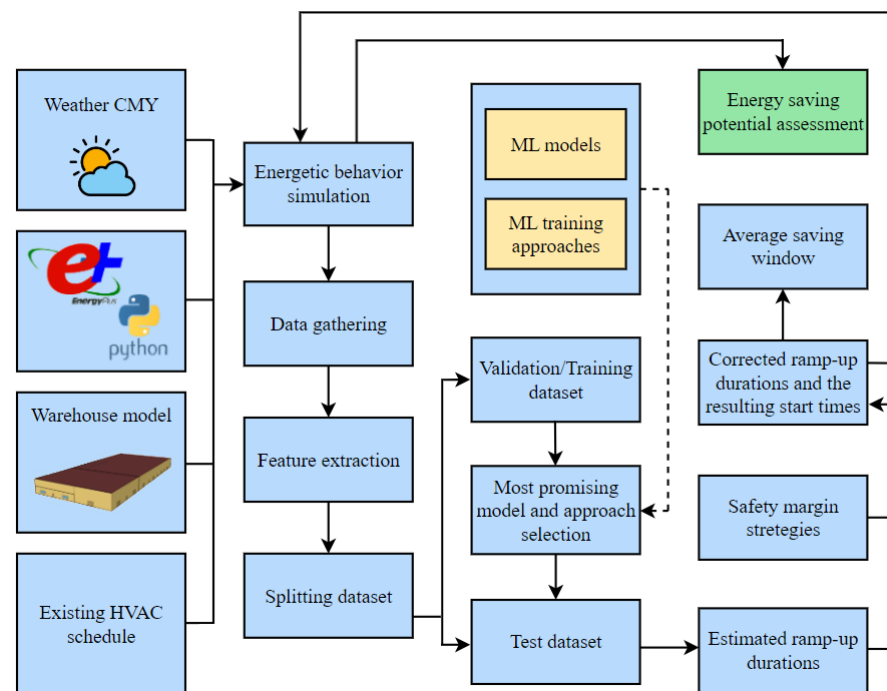 Weather CMY
e+
EnergyPlus
python
Warehouse model
Existing HVAC
schedule
Energetic behavior
simulation
Data gathering
Feature extraction
Splitting dataset
ML models
ML training
approaches
Validation/Training
dataset
Most promising
model and approach
selection
Test dataset
Energy saving
potential assessment
Average saving
window
Corrected ramp-up
durations and the
resulting start times
Safety margin
stretegies
Estimated ramp-up
durations